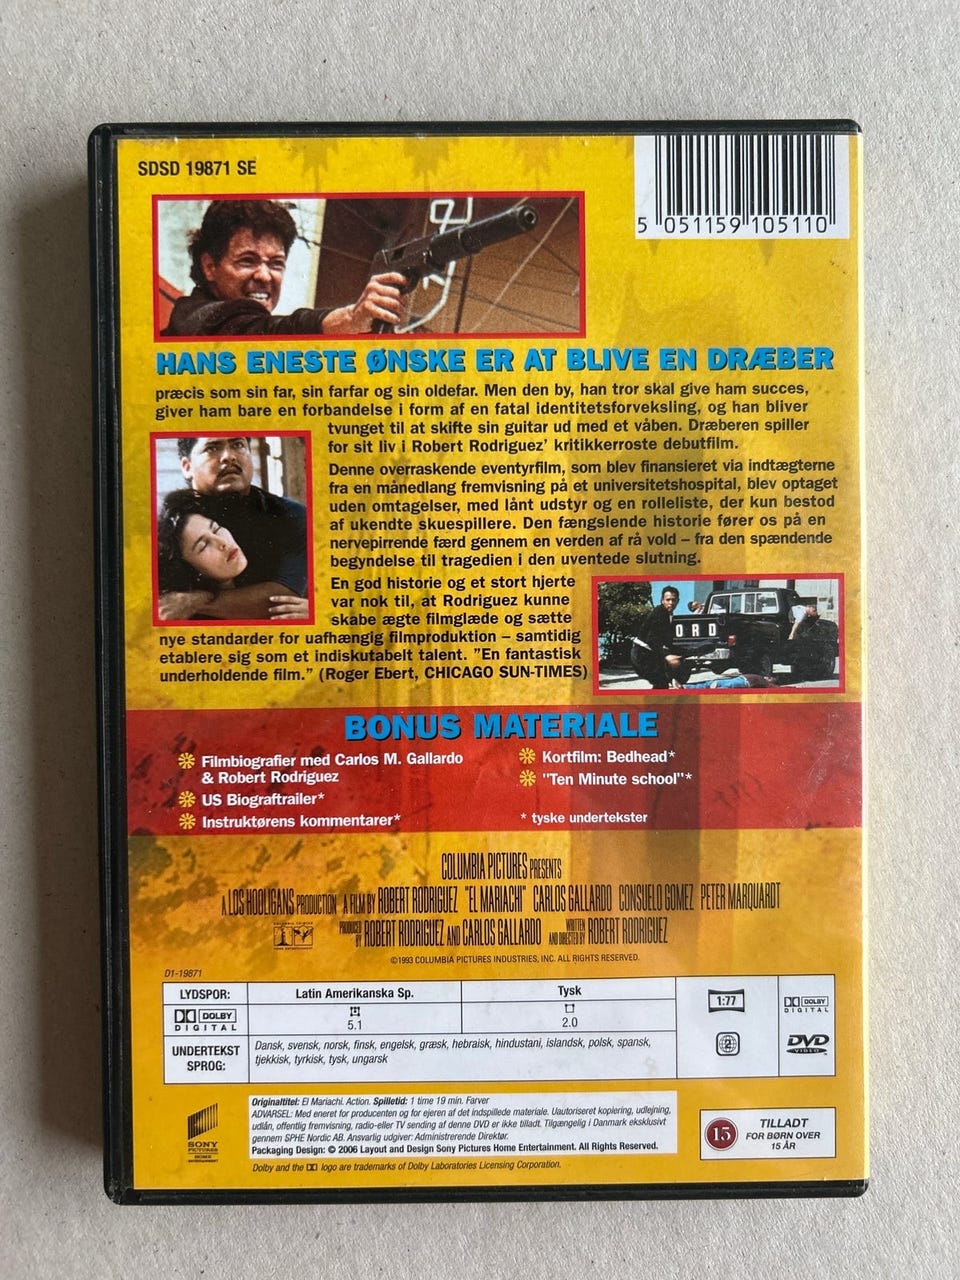 SDSD 19871 SE
5 051159 105110
HANS ENESTE ØNSKE ER AT BLIVE EN DRÆBER
præcis som sin far, sin farfar og sin oldefar. Men den by, han tror skal give ham succes,
giver ham bare en forbandelse i form af en fatal identitetsforveksling, og han bliver
tvunget til at skifte sin guitar ud med et våben. Dræberen spiller
for sit liv i Robert Rodriguez' kritikkerroste debutfilm.
Denne overraskende eventyrfilm, som blev finansieret via indtægterne
fra en månedlang fremvisning på et universitetshospital, blev optaget
uden omtagelser, med lånt udstyr og en rolleliste, der kun bestod
af ukendte skuespillere. Den fængslende historie fører os på en
nervepirrende færd gennem en verden af rå vold – fra den spændende
begyndelse til tragedien i den uventede slutning.
En god historie og et stort hjerte
var nok til, at Rodriguez kunne
skabe ægte filmglæde og sætte
nye standarder for uafhængig filmproduktion – samtidig
etablere sig som et indiskutabelt talent. "En fantastisk
underholdende film." (Roger Ebert, CHICAGO SUN-TIMES)
ORD
BONUS MATERIALE
Filmbiografier med Carlos M. Gallardo
& Robert Rodriguez
US Biograftrailer*
Instruktørens kommentarer*
Kortfilm: Bedhead*
"Ten Minute school"*
* tyske undertekster
COLUMBIA PICTURES PRESENTS
A LOS HOOLIGANS PRODUCTION A FILM BY ROBERT RODRIGUEZ "EL MARIACHI" CARLOS GALLARDO CONSUELO GOMEZ PETER MARQUARDT
PRODUCED BY ROBERT RODRIGUEZ AND CARLOS GALLARDO WRITTEN AND DIRECTED BY ROBERT RODRIGUEZ
©1993 COLUMBIA PICTURES INDUSTRIES, INC. ALL RIGHTS RESERVED.
D1-19871
LYDSPOR:
Latin Amerikanska Sp.
Tysk
DOLBY
DIGITAL
5.1
2.0
UNDERTEKST
SPROG:
Dansk, svensk, norsk, finsk, engelsk, græsk, hebraisk, hindustani, islandsk, polsk, spansk,
tjekkisk, tyrkisk, tysk, ungarsk
1:77
2
DOLBY
DIGITAL
DVD
VIDEO
SONY
PICTURES
HOME
ENTERTAINMENT
Originaltitel: El Mariachi. Action. Spilletid: 1 time 19 min. Farver
ADVARSEL: Med eneret for producenten og for ejeren af det indspillede materiale. Uautoriseret kopiering, udlejning,
udlån, offentlig fremvisning, radio-eller TV sending af denne DVD er ikke tilladt. Tilgængelig i Danmark eksklusivt
gennem SPHE Nordic AB. Ansvarlig udgiver: Administrerende Direktør.
Packaging Design: © 2006 Layout and Design Sony Pictures Home Entertainment. All Rights Reserved.
Dolby and the logo are trademarks of Dolby Laboratories Licensing Corporation.
15
TILLADT
FOR BØRN OVER
15 ÅR